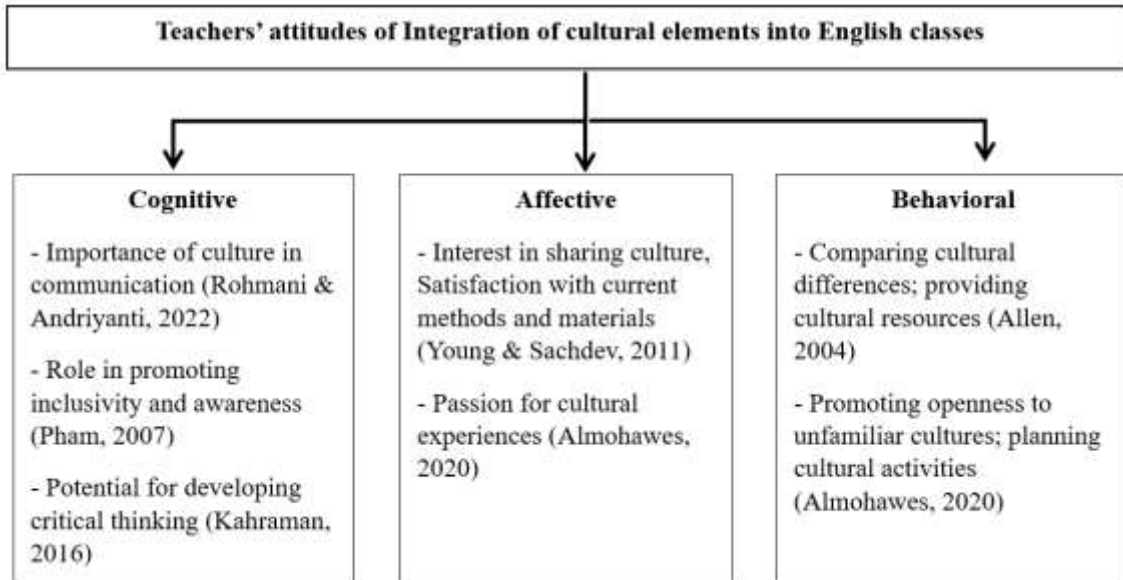 Teachers' attitudes of Integration of cultural elements into English classes
Cognitive
- Importance of culture in
communication (Rohmani &
Andriyanti, 2022)
- Role in promoting
inclusivity and awareness
(Pham, 2007)
- Potential for developing
critical thinking (Kahraman,
2016)
Affective
- Interest in sharing culture,
Satisfaction with current
methods and materials
(Young & Sachdev, 2011)
- Passion for cultural
experiences (Almohawes,
2020)
Behavioral
- Comparing cultural
differences; providing
cultural resources (Allen,
2004)
- Promoting openness to
unfamiliar cultures; planning
cultural activities
(Almohawes, 2020)